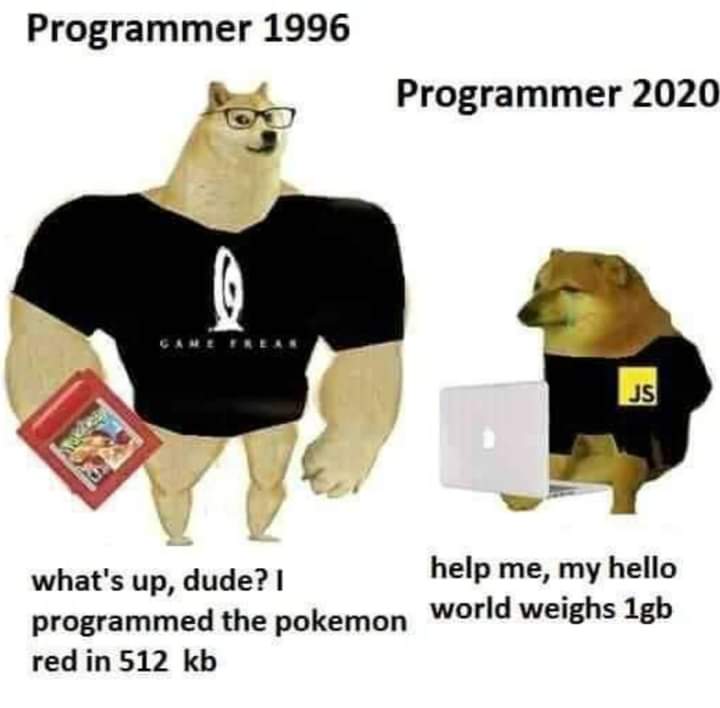 Programmer 1996
Programmer 2020
GAME FREAK
Pokémon
JS
what's up, dude? I
programmed the pokemon
red in 512 kb
help me, my hello
world weighs 1gb